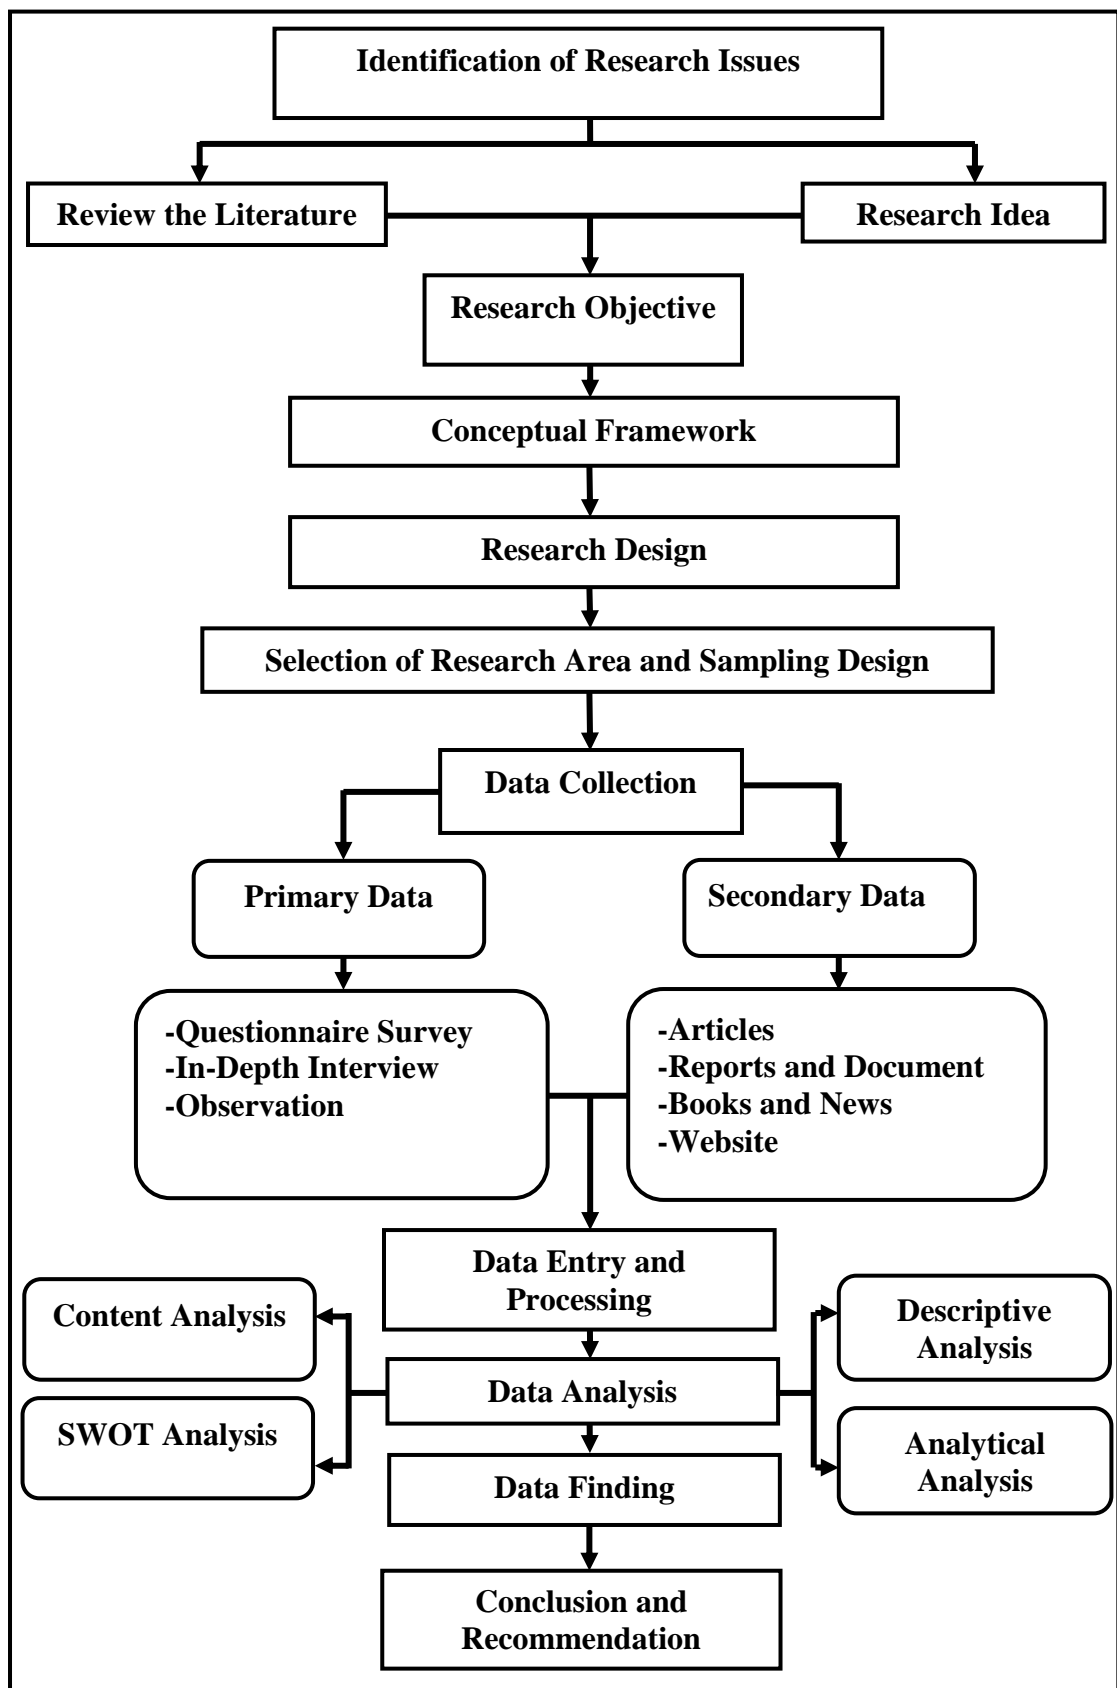 Identification of Research Issues
Review the Literature
Research Idea
Research Objective
Conceptual Framework
Research Design
Selection of Research Area and Sampling Design
Data Collection
Primary Data
Secondary Data
-Questionnaire Survey
-In-Depth Interview
-Observation
-Articles
-Reports and Document
-Books and News
-Website
Data Entry and
Processing
Content Analysis
Descriptive
Analysis
Data Analysis
SWOT Analysis
Analytical
Analysis
Data Finding
Conclusion and
Recommendation